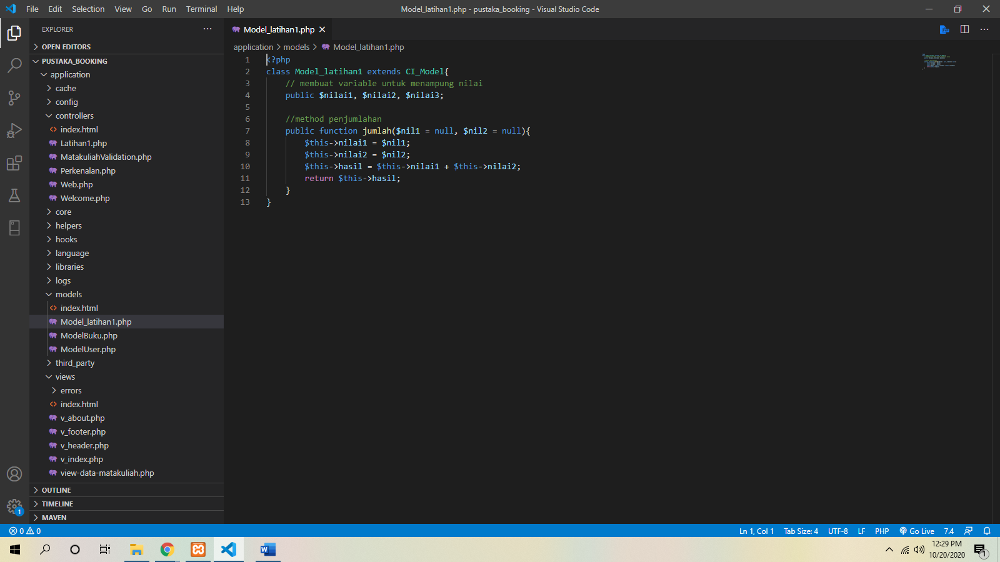 File Edit Selection View Go Run Terminal Help
Model_latihan1.php - pustaka_booking - Visual Studio Code
EXPLORER
OPEN EDITORS
PUSTAKA_BOOKING
application
cache
config
controllers
index.html
Latihan1.php
MatakuliahValidation.php
Perkenalan.php
Web.php
Welcome.php
core
helpers
hooks
language
libraries
logs
models
index.html
Model_latihan1.php
ModelBuku.php
ModelUser.php
third_party
views
errors
index.html
v_about.php
v_footer.php
v_header.php
v_index.php
view-data-matakuliah.php
OUTLINE
TIMELINE
MAVEN
Model_latihan1.php
application > models > Model_latihan1.php
1 <?php
2 class Model_latihan1 extends CI_Model{
3 // membuat variable untuk menampung nilai
4 public $nilai1, $nilai2, $nilai3;
5
6 //method penjumlahan
7 public function jumlah($nil1 = null, $nil2 = null){
8 $this->nilai1 = $nil1;
9 $this->nilai2 = $nil2;
10 $this->hasil = $this->nilai1 + $this->nilai2;
11 return $this->hasil;
12 }
13 }
1
0 0
Ln 1, Col 1 Tab Size: 4 UTF-8 LF PHP Go Live 7.4
12:29 PM
10/20/2020
1